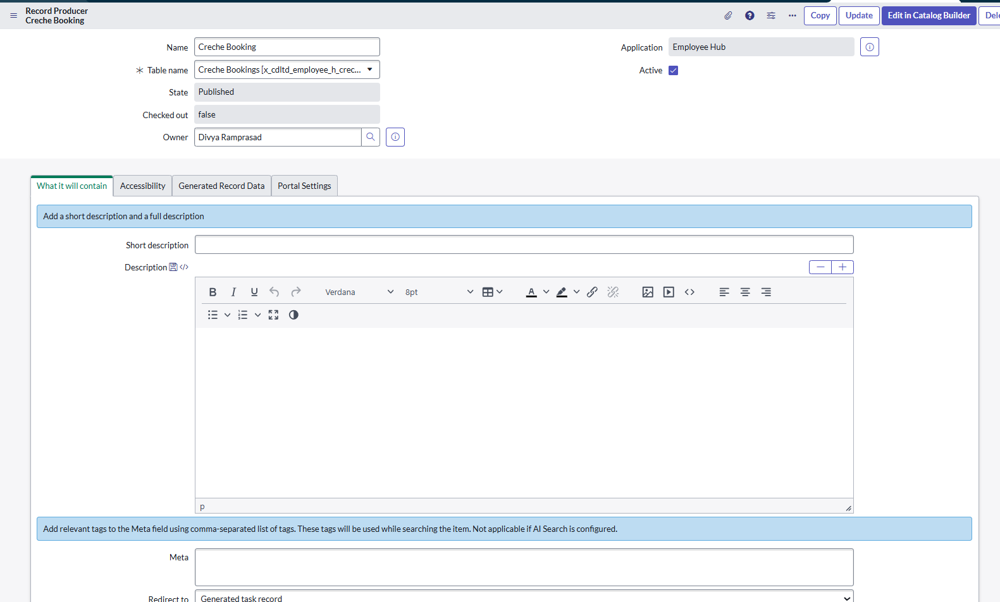 Record Producer
Creche Booking
Copy
Update
Edit in Catalog Builder
Name
Creche Booking
Application
Employee Hub
Table name
Creche Bookings [x_cdltd_employee_h_crec...
Active
State
Published
Checked out
false
Owner
Divya Ramprasad
What it will contain
Accessibility
Generated Record Data
Portal Settings
Add a short description and a full description
Short description
Description
Verdana
8pt
p
Add relevant tags to the Meta field using comma-separated list of tags. These tags will be used while searching the item. Not applicable if AI Search is configured.
Meta
Redirect to
Generated task record